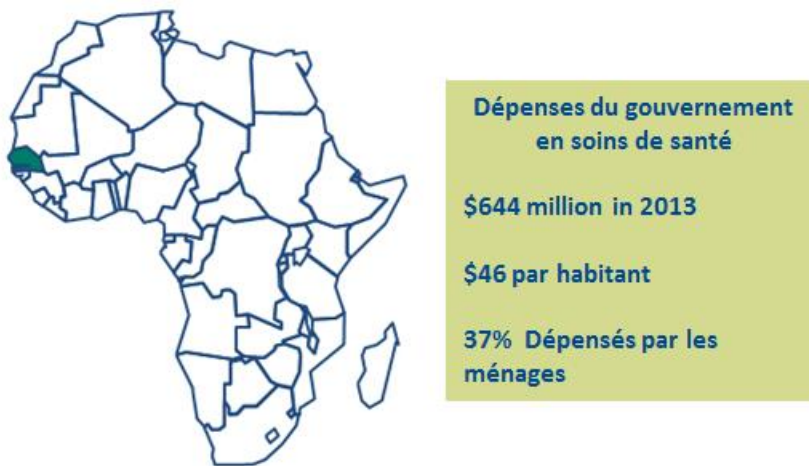 Dépenses du gouvernement
en soins de santé
$644 million in 2013
$46 par habitant
37% Dépensés par les
ménages